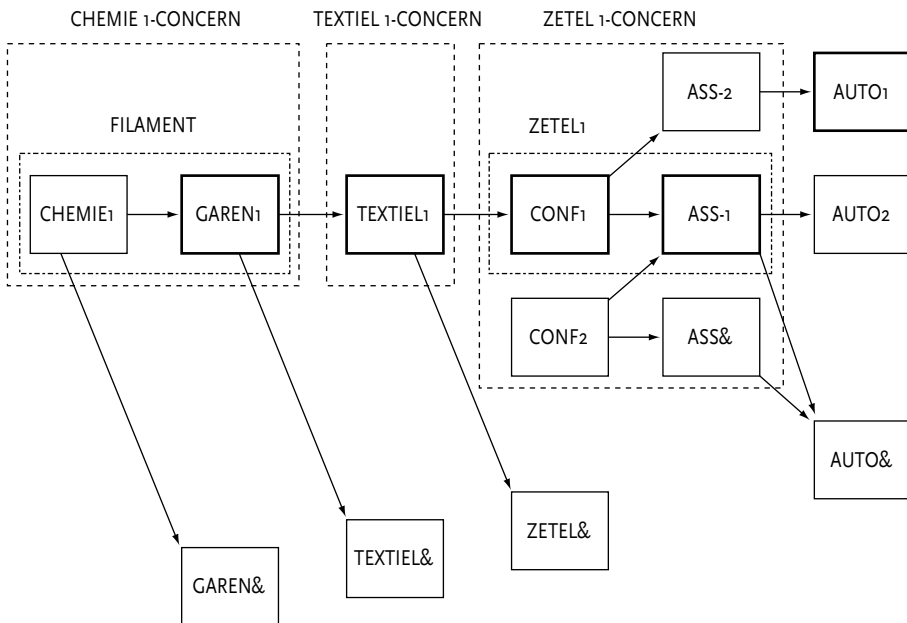 CHEMIE 1-CONCERN
TEXTIEL 1-CONCERN
ZETEL 1-CONCERN
ASS-2
AUTO1
FILAMENT
ZETEL1
CHEMIE1
GAREN1
TEXTIEL1
CONF1
ASS-1
AUTO2
CONF2
ASS&
AUTO&
ZETEL&
TEXTIEL&
GAREN&